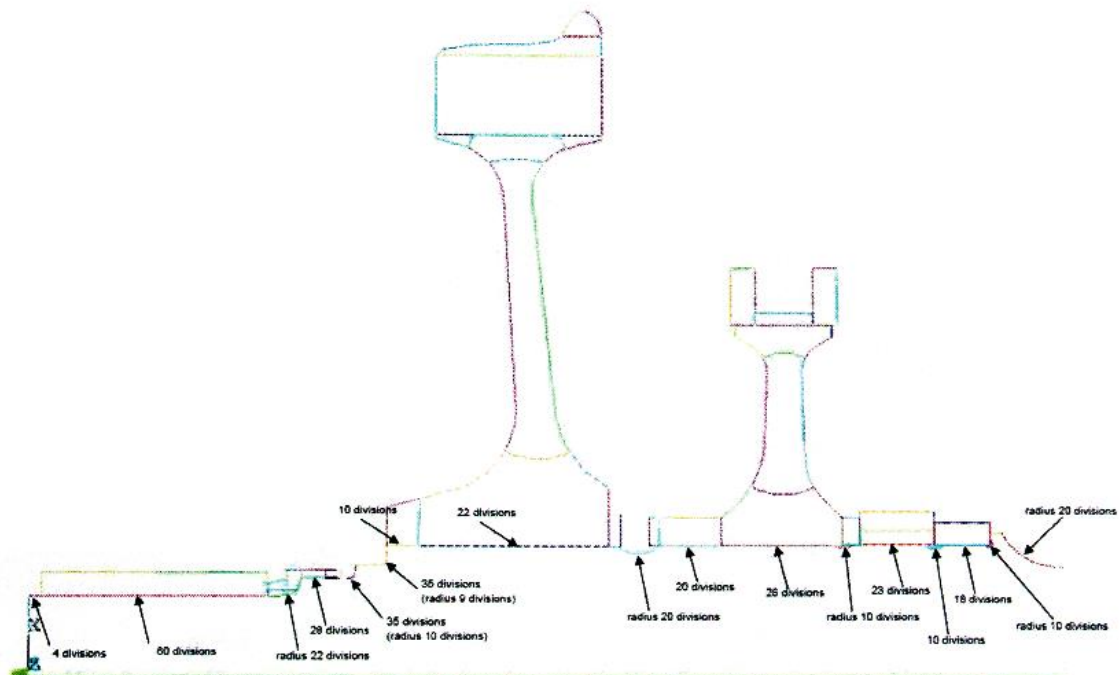 10 divisions
22 divisions
radius 20 divisions
35 divisions
(radius 9 divisions)
20 divisions
26 divisions
23 divisions
18 divisions
28 divisions
35 divisions
(radius 10 divisions)
radius 20 divisions
radius 10 divisions
radius 10 divisions
4 divisions
60 divisions
radius 22 divisions
10 divisions